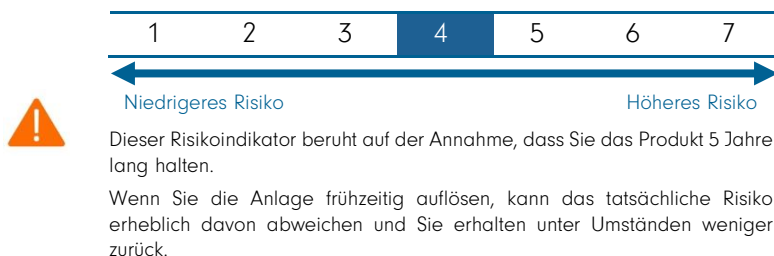 1 2 3 4 5 6 7
Niedrigeres Risiko Höheres Risiko
Dieser Risikoindikator beruht auf der Annahme, dass Sie das Produkt 5 Jahre
lang halten.
Wenn Sie die Anlage frühzeitig auflösen, kann das tatsächliche Risiko
erheblich davon abweichen und Sie erhalten unter Umständen weniger
zurück.